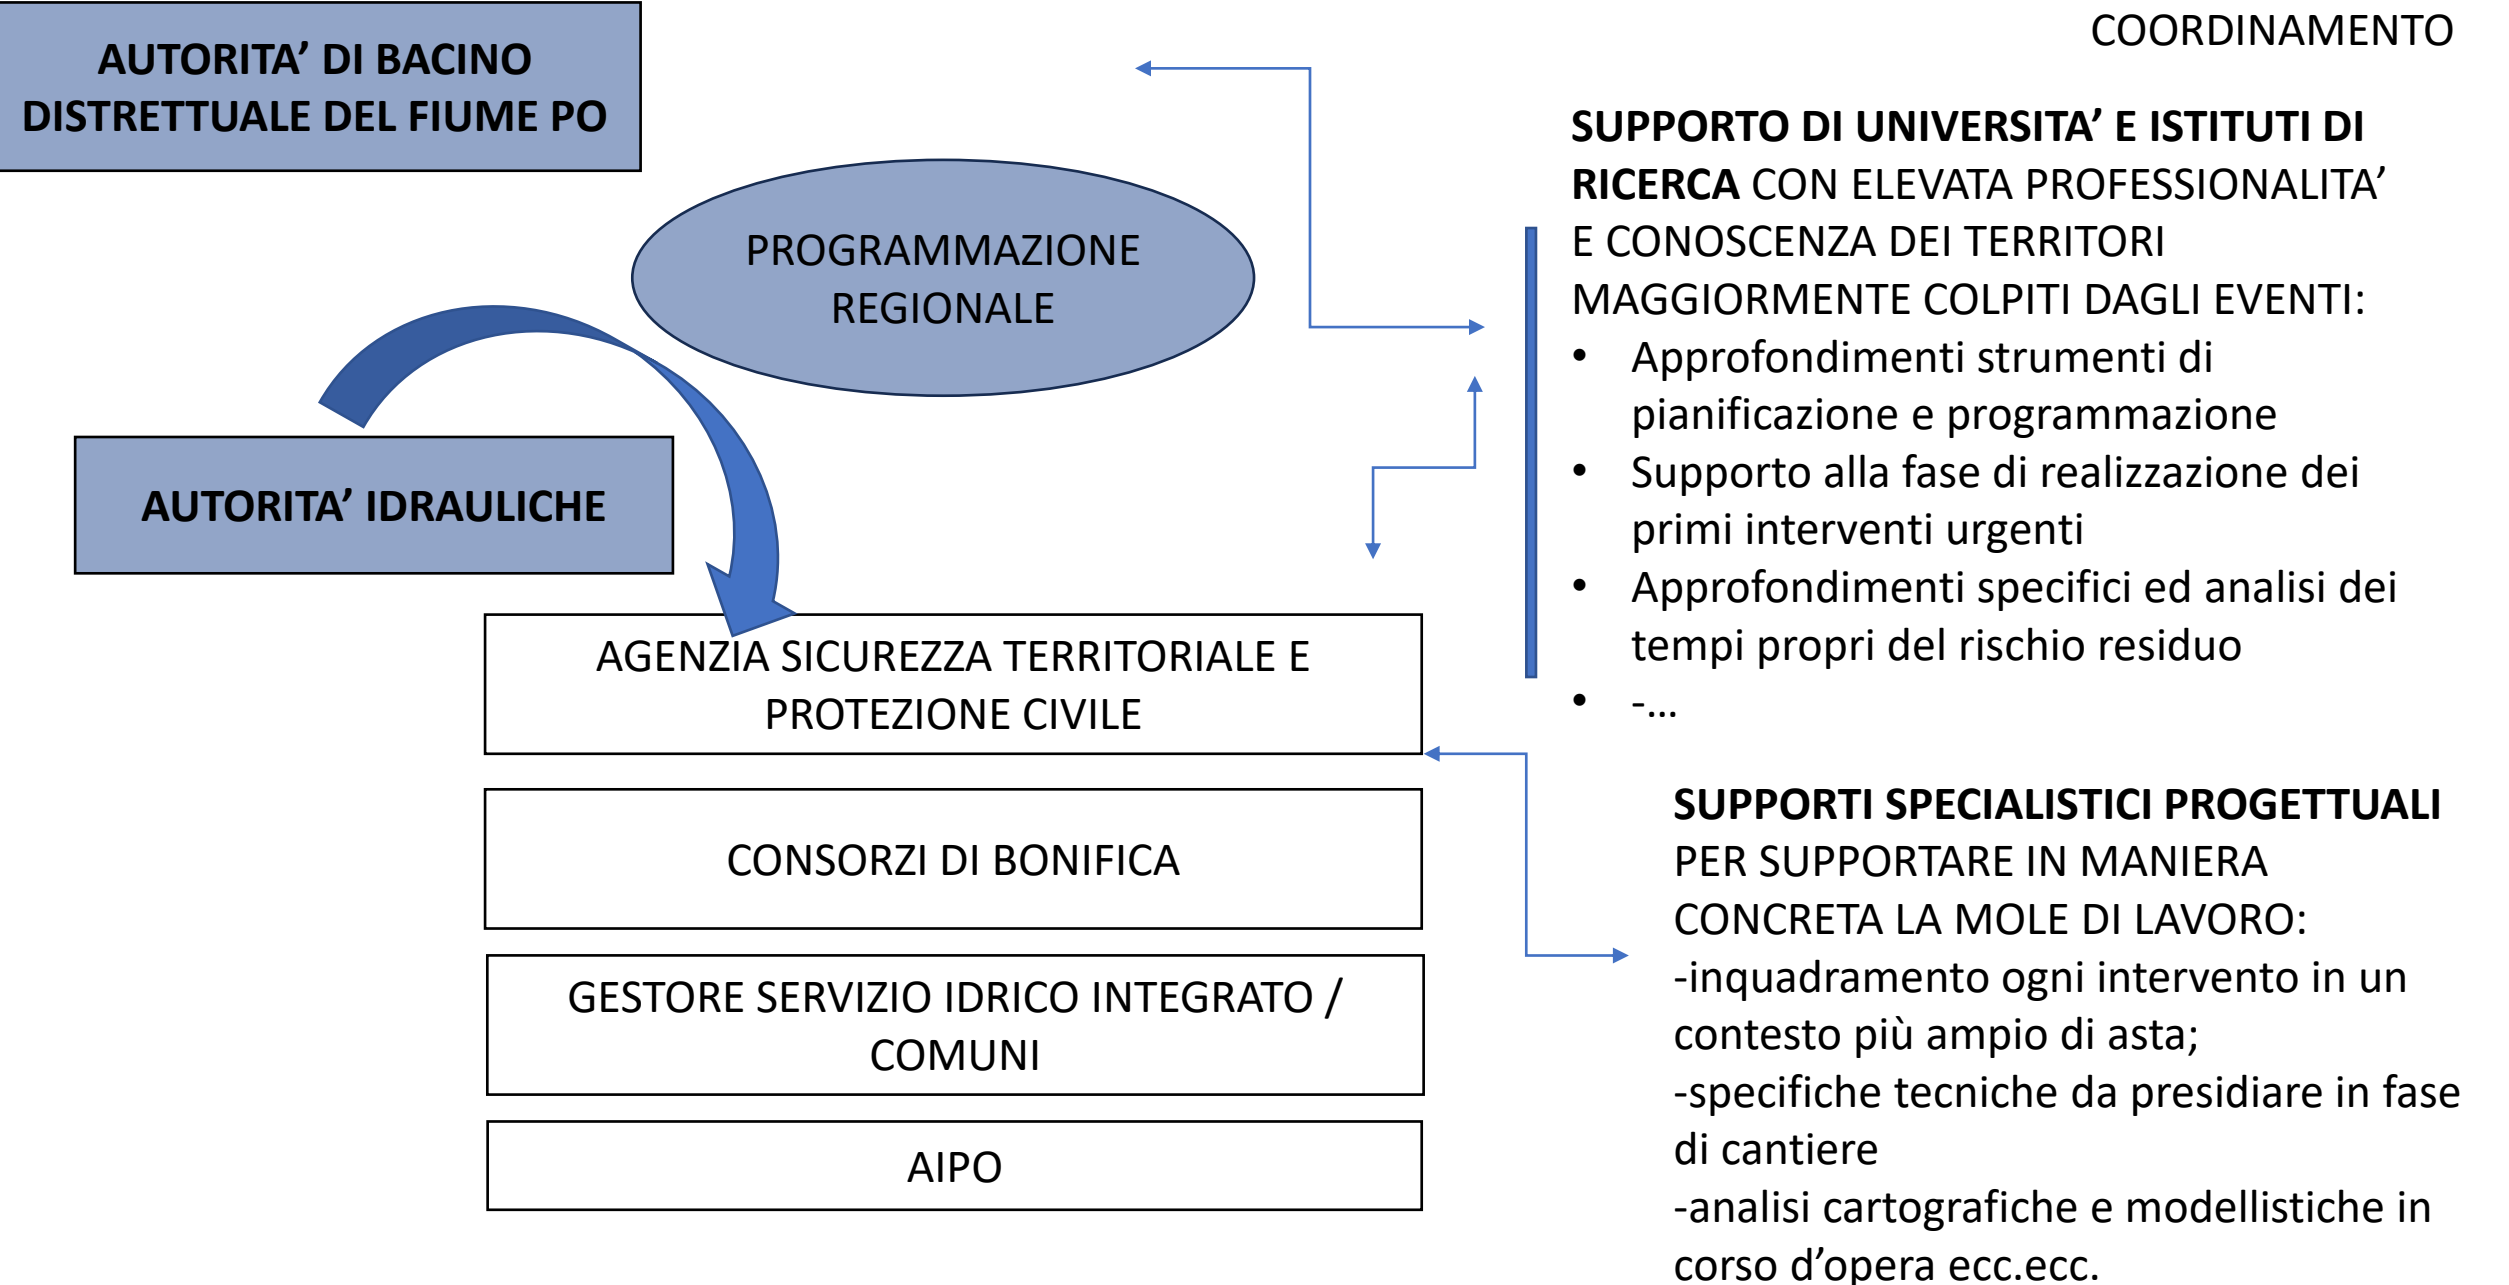 AUTORITA’ DI BACINO
DISTRETTUALE DEL FIUME PO
PROGRAMMAZIONE
REGIONALE
AUTORITA’ IDRAULICHE
AGENZIA SICUREZZA TERRITORIALE E
PROTEZIONE CIVILE
CONSORZI DI BONIFICA
GESTORE SERVIZIO IDRICO INTEGRATO /
COMUNI
AIPO
COORDINAMENTO
SUPPORTO DI UNIVERSITA’ E ISTITUTI DI
RICERCA CON ELEVATA PROFESSIONALITA’
E CONOSCENZA DEI TERRITORI
MAGGIORMENTE COLPITI DAGLI EVENTI:
• Approfondimenti strumenti di
pianificazione e programmazione
• Supporto alla fase di realizzazione dei
primi interventi urgenti
• Approfondimenti specifici ed analisi dei
tempi propri del rischio residuo
• -…
SUPPORTI SPECIALISTICI PROGETTUALI
PER SUPPORTARE IN MANIERA
CONCRETA LA MOLE DI LAVORO:
-inquadramento ogni intervento in un
contesto più ampio di asta;
-specifiche tecniche da presidiare in fase
di cantiere
-analisi cartografiche e modellistiche in
corso d’opera ecc.ecc.